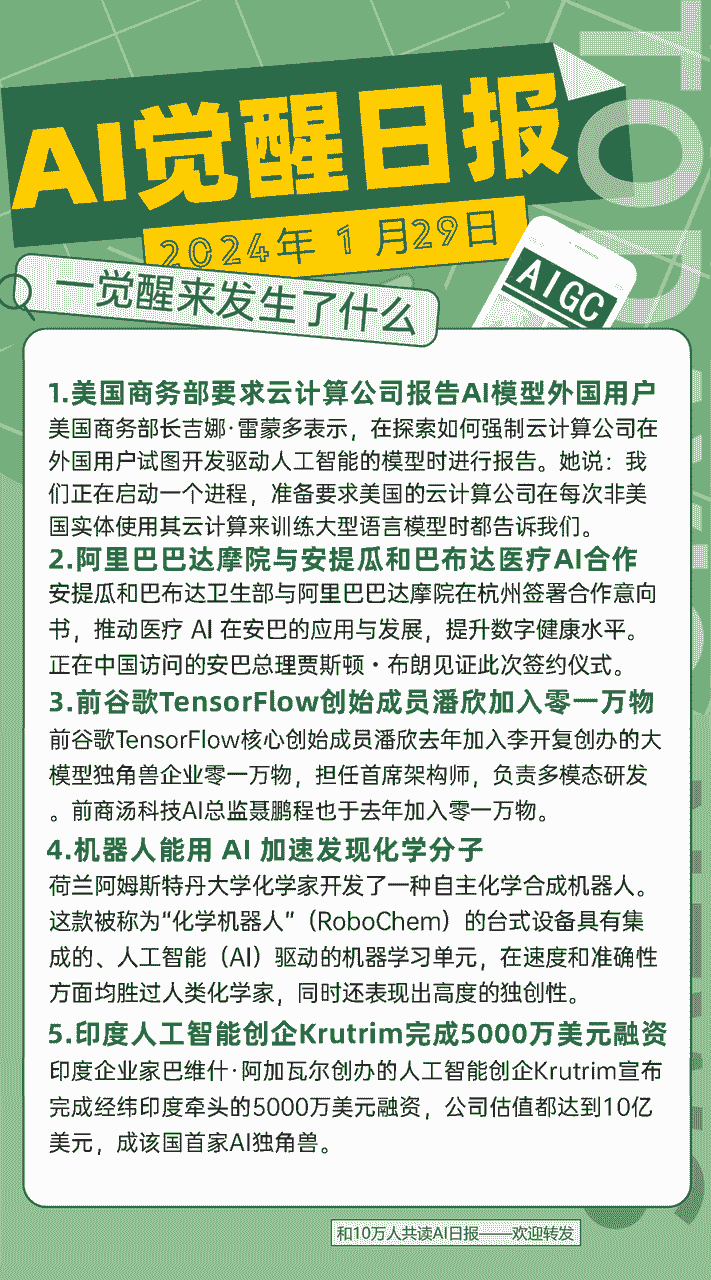 AI觉醒日报
2024年 1 月29日
一觉醒来发生了什么
AIGC
1.美国商务部要求云计算公司报告AI模型外国用户
美国商务部长吉娜·雷蒙多表示，在探索如何强制云计算公司在
外国用户试图开发驱动人工智能的模型时进行报告。她说：我
们正在启动一个进程，准备要求美国的云计算公司在每次非美
国实体使用其云计算来训练大型语言模型时都告诉我们。
2.阿里巴巴达摩院与安提瓜和巴布达医疗AI合作
安提瓜和巴布达卫生部与阿里巴巴达摩院在杭州签署合作意向
书，推动医疗 AI 在安巴的应用与发展，提升数字健康水平。
正在中国访问的安巴总理贾斯顿·布朗见证此次签约仪式。
3.前谷歌TensorFlow创始成员潘欣加入零一万物
前谷歌TensorFlow核心创始成员潘欣去年加入李开复创办的大
模型独角兽企业零一万物，担任首席架构师，负责多模态研发
。前商汤科技AI总监聂鹏程也于去年加入零一万物。
4.机器人能用 AI 加速发现化学分子
荷兰阿姆斯特丹大学化学家开发了一种自主化学合成机器人。
这款被称为“化学机器人”（RoboChem）的台式设备具有集
成的、人工智能（AI）驱动的机器学习单元，在速度和准确性
方面均胜过人类化学家，同时还表现出高度的独创性。
5.印度人工智能创企Krutrim完成5000万美元融资
印度企业家巴维什·阿加瓦尔创办的人工智能创企Krutrim宣布
完成经纬印度牵头的5000万美元融资，公司估值都达到10亿
美元，成该国首家AI独角兽。
和10万人共读AI日报——欢迎转发